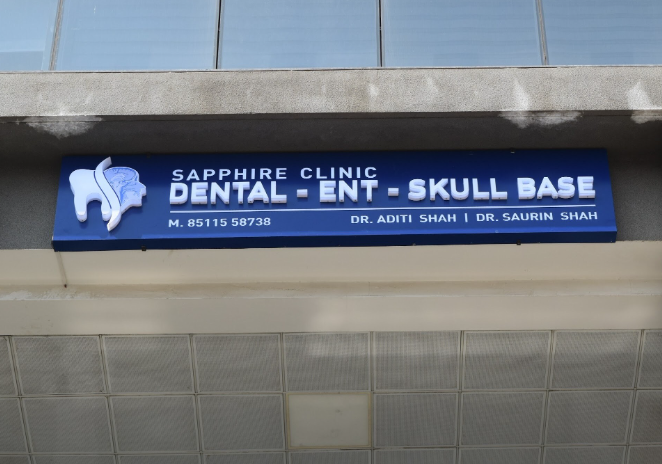 SAPPHIRE CLINIC
DENTAL - ENT - SKULL BASE
M. 85115 58738 DR. ADITI SHAH | DR. SAURIN SHAH